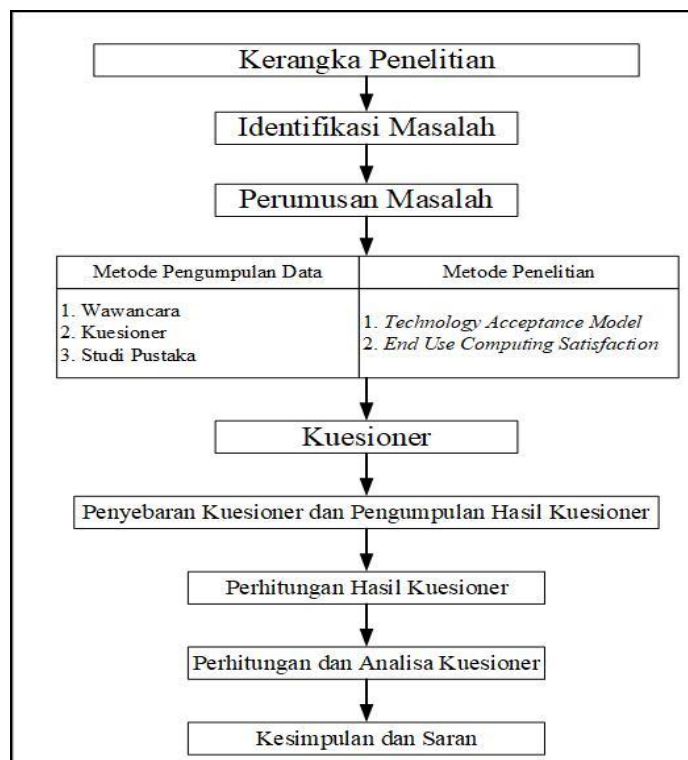 Kerangka Penelitian
Identifikasi Masalah
Perumusan Masalah
Metode Pengumpulan Data
1. Wawancara
2. Kuesioner
3. Studi Pustaka
Metode Penelitian
1. Technology Acceptance Model
2. End Use Computing Satisfaction
Kuesioner
Penyebaran Kuesioner dan Pengumpulan Hasil Kuesioner
Perhitungan Hasil Kuesioner
Perhitungan dan Analisa Kuesioner
Kesimpulan dan Saran